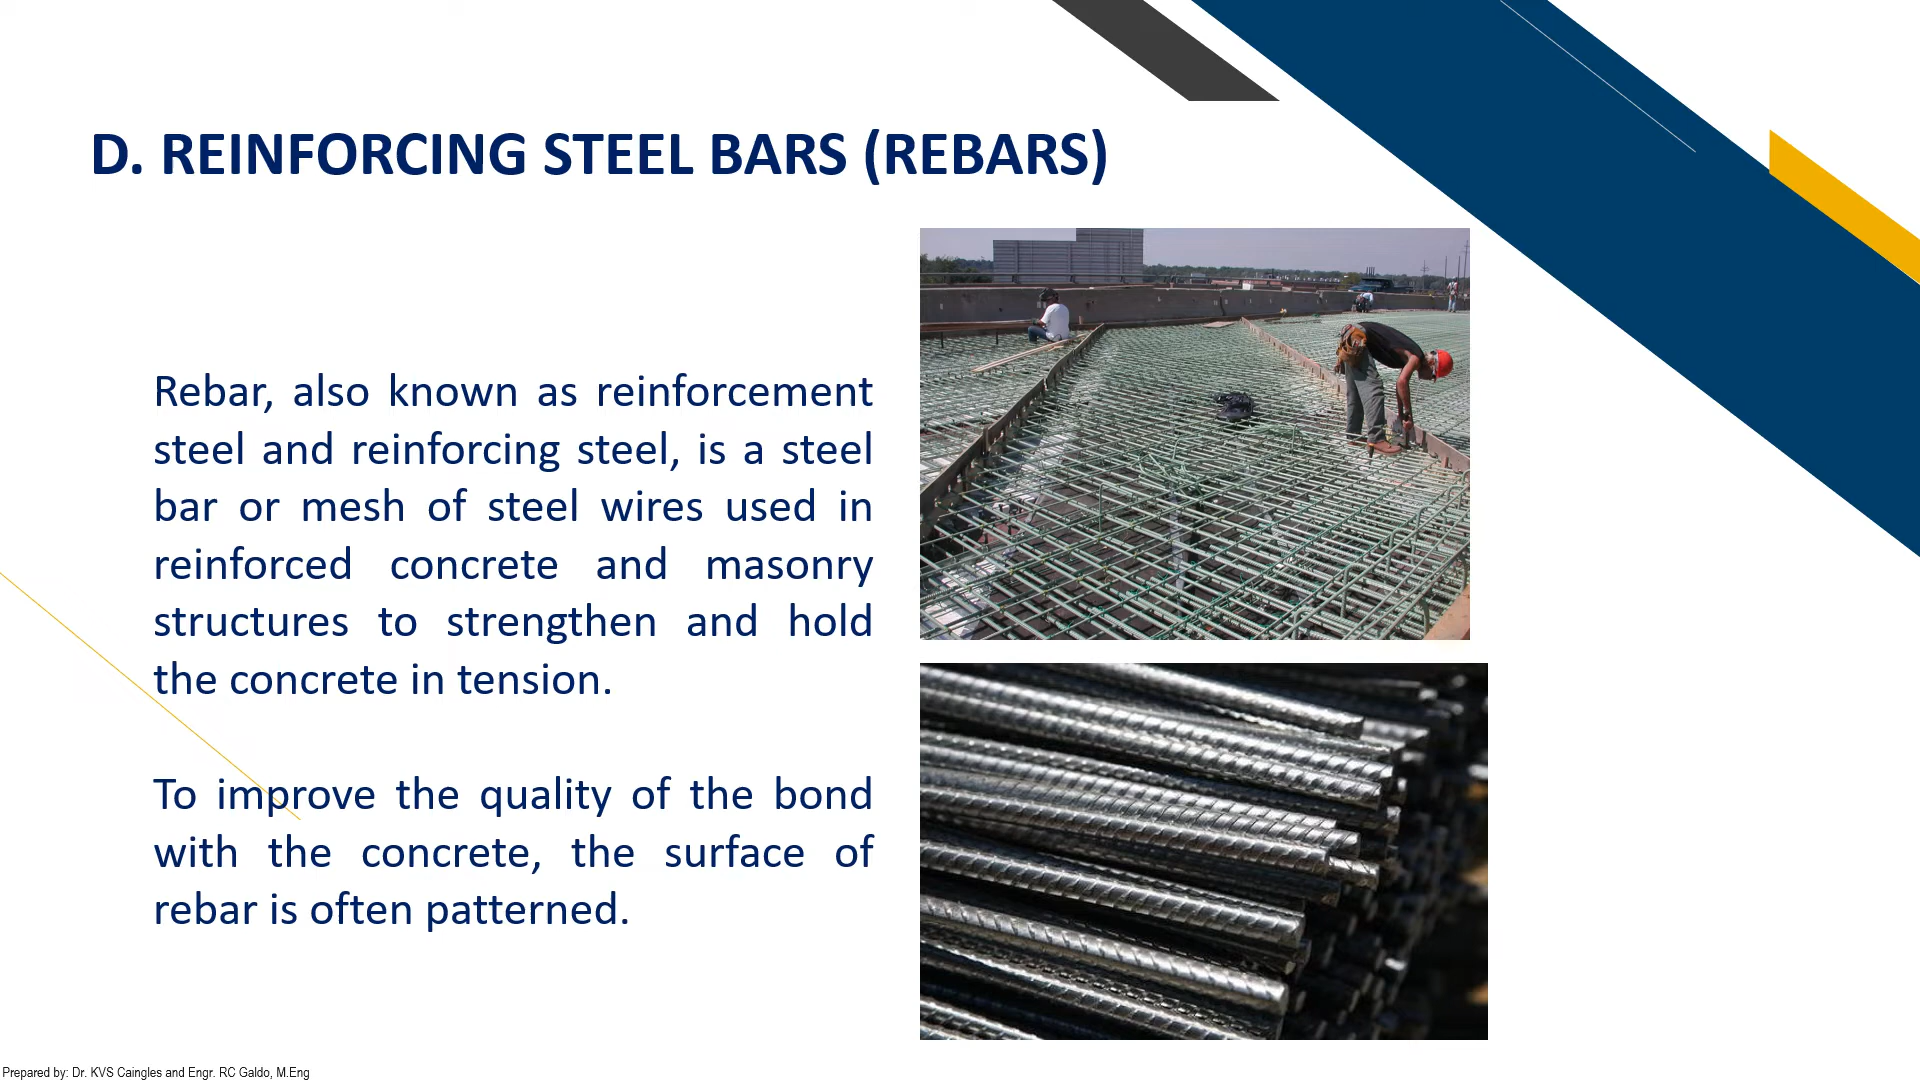 D. REINFORCING STEEL BARS (REBARS)
Rebar, also known as reinforcement
steel and reinforcing steel, is a steel
bar or mesh of steel wires used in
reinforced concrete and masonry
structures to strengthen and hold
the concrete in tension.
To improve the quality of the bond
with the concrete, the surface of
rebar is often patterned.
Prepared by: Dr. KVS Caingles and Engr. RC Galdo, M.Eng